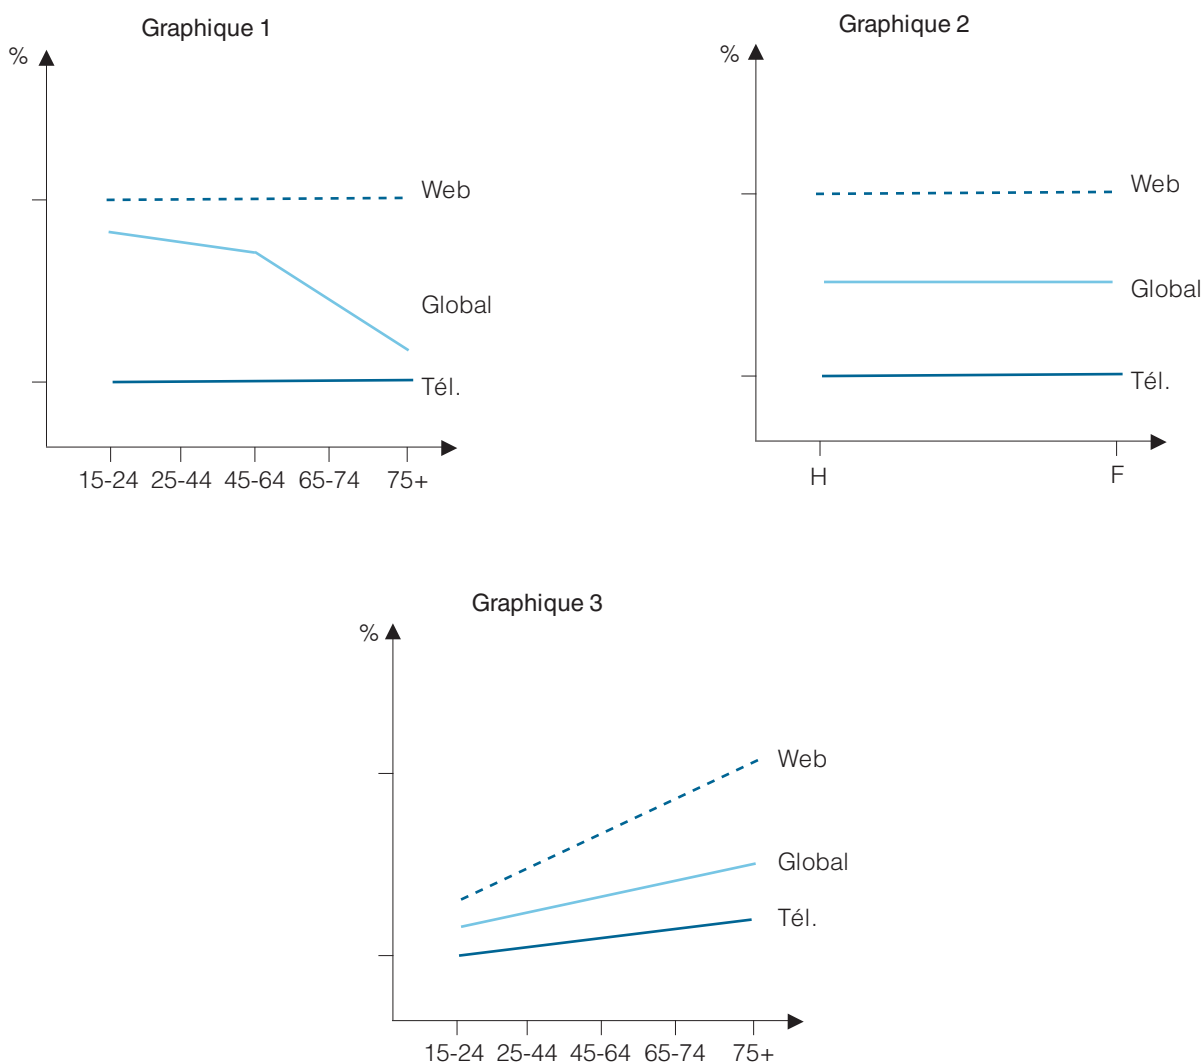 Graphique 1
%
Web
Global
Tél.
15-24 25-44 45-64 65-74 75+
Graphique 2
%
Web
Global
Tél.
H F
Graphique 3
%
Web
Global
Tél.
15-24 25-44 45-64 65-74 75+